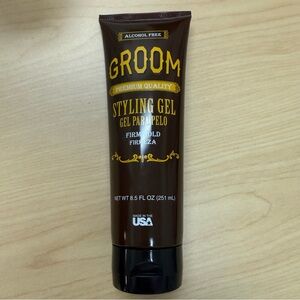 ALCOHOL FREE
GROOM
PREMIUM QUALITY
STYLING GEL
GEL PARA PELO
FIRM HOLD
FIRMEZA
NET WT 8.5 FL OZ (251 mL)
MADE IN THE
USA